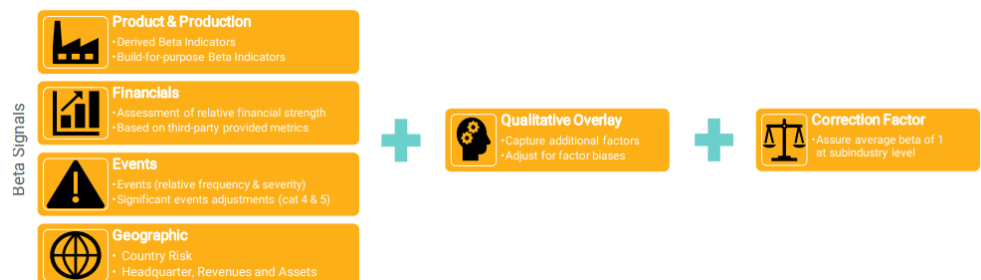 Beta Signals
Product & Production
•Derived Beta Indicators
•Build-for-purpose Beta Indicators
Financials
•Assessment of relative financial strength
•Based on third-party provided metrics
Events
•Events (relative frequency & severity)
•Significant events adjustments (cat 4 & 5)
Geographic
• Country Risk
• Headquarter, Revenues and Assets
Qualitative Overlay
•Capture additional factors
•Adjust for factor biases
Correction Factor
•Assure average beta of 1
at subindustry level